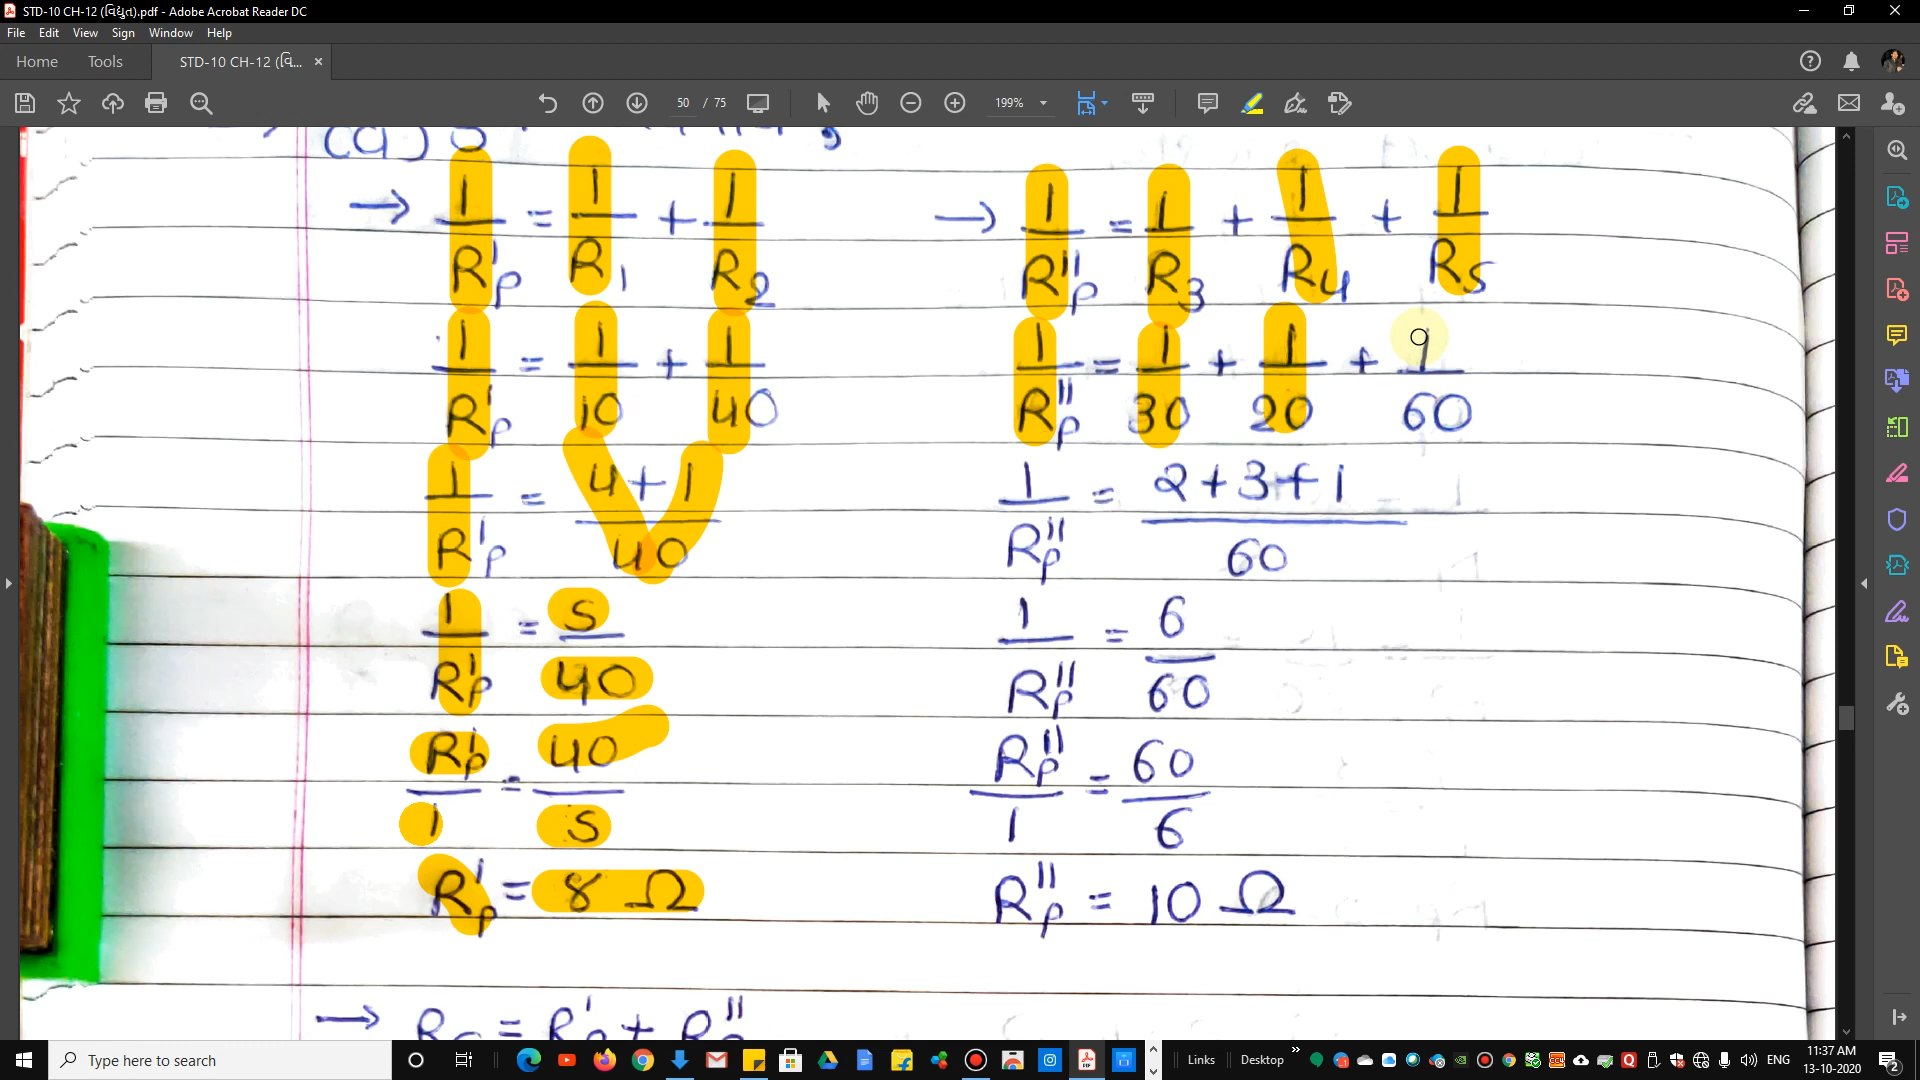 STD-10 CH-12 (વિદ્યુત).pdf - Adobe Acrobat Reader DC
File Edit View Sign Window Help
Home Tools STD-10 CH-12 (વિ... ×
50 / 75 199%
(a)
→ 1/R'p = 1/R1 + 1/R2
1/R'p = 1/10 + 1/40
1/R'p = 4+1/40
1/R'p = 5/40
R'p/1 = 40/5
R'p = 8 Ω
→ 1/R"p = 1/R3 + 1/R4 + 1/R5
1/R"p = 1/30 + 1/20 + 1/60
1/R"p = 2+3+1/60
1/R"p = 6/60
R"p/1 = 60/6
R"p = 10 Ω
→ = R'p + R"p
Type here to search
Links Desktop » ENG 11:37 AM
13-10-2020 2